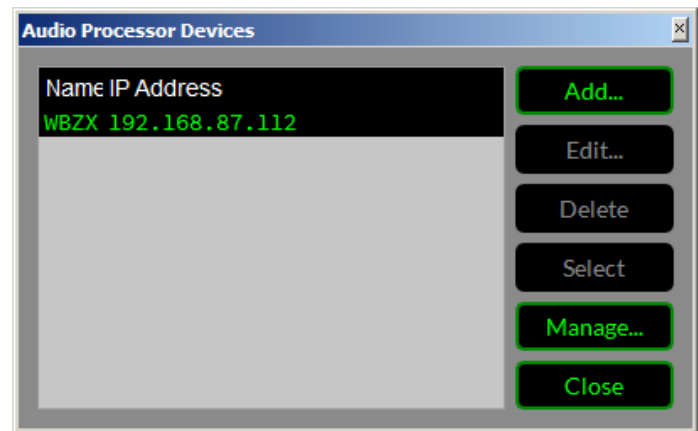 Audio Processor Devices
Name IP Address
WBZX 192.168.87.112
Add...
Edit...
Delete
Select
Manage...
Close